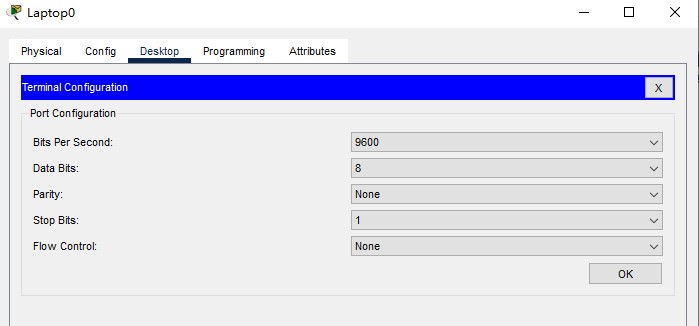 Laptop0
Physical Config Desktop Programming Attributes
Terminal Configuration X
Port Configuration
Bits Per Second: 9600
Data Bits: 8
Parity: None
Stop Bits: 1
Flow Control: None
OK